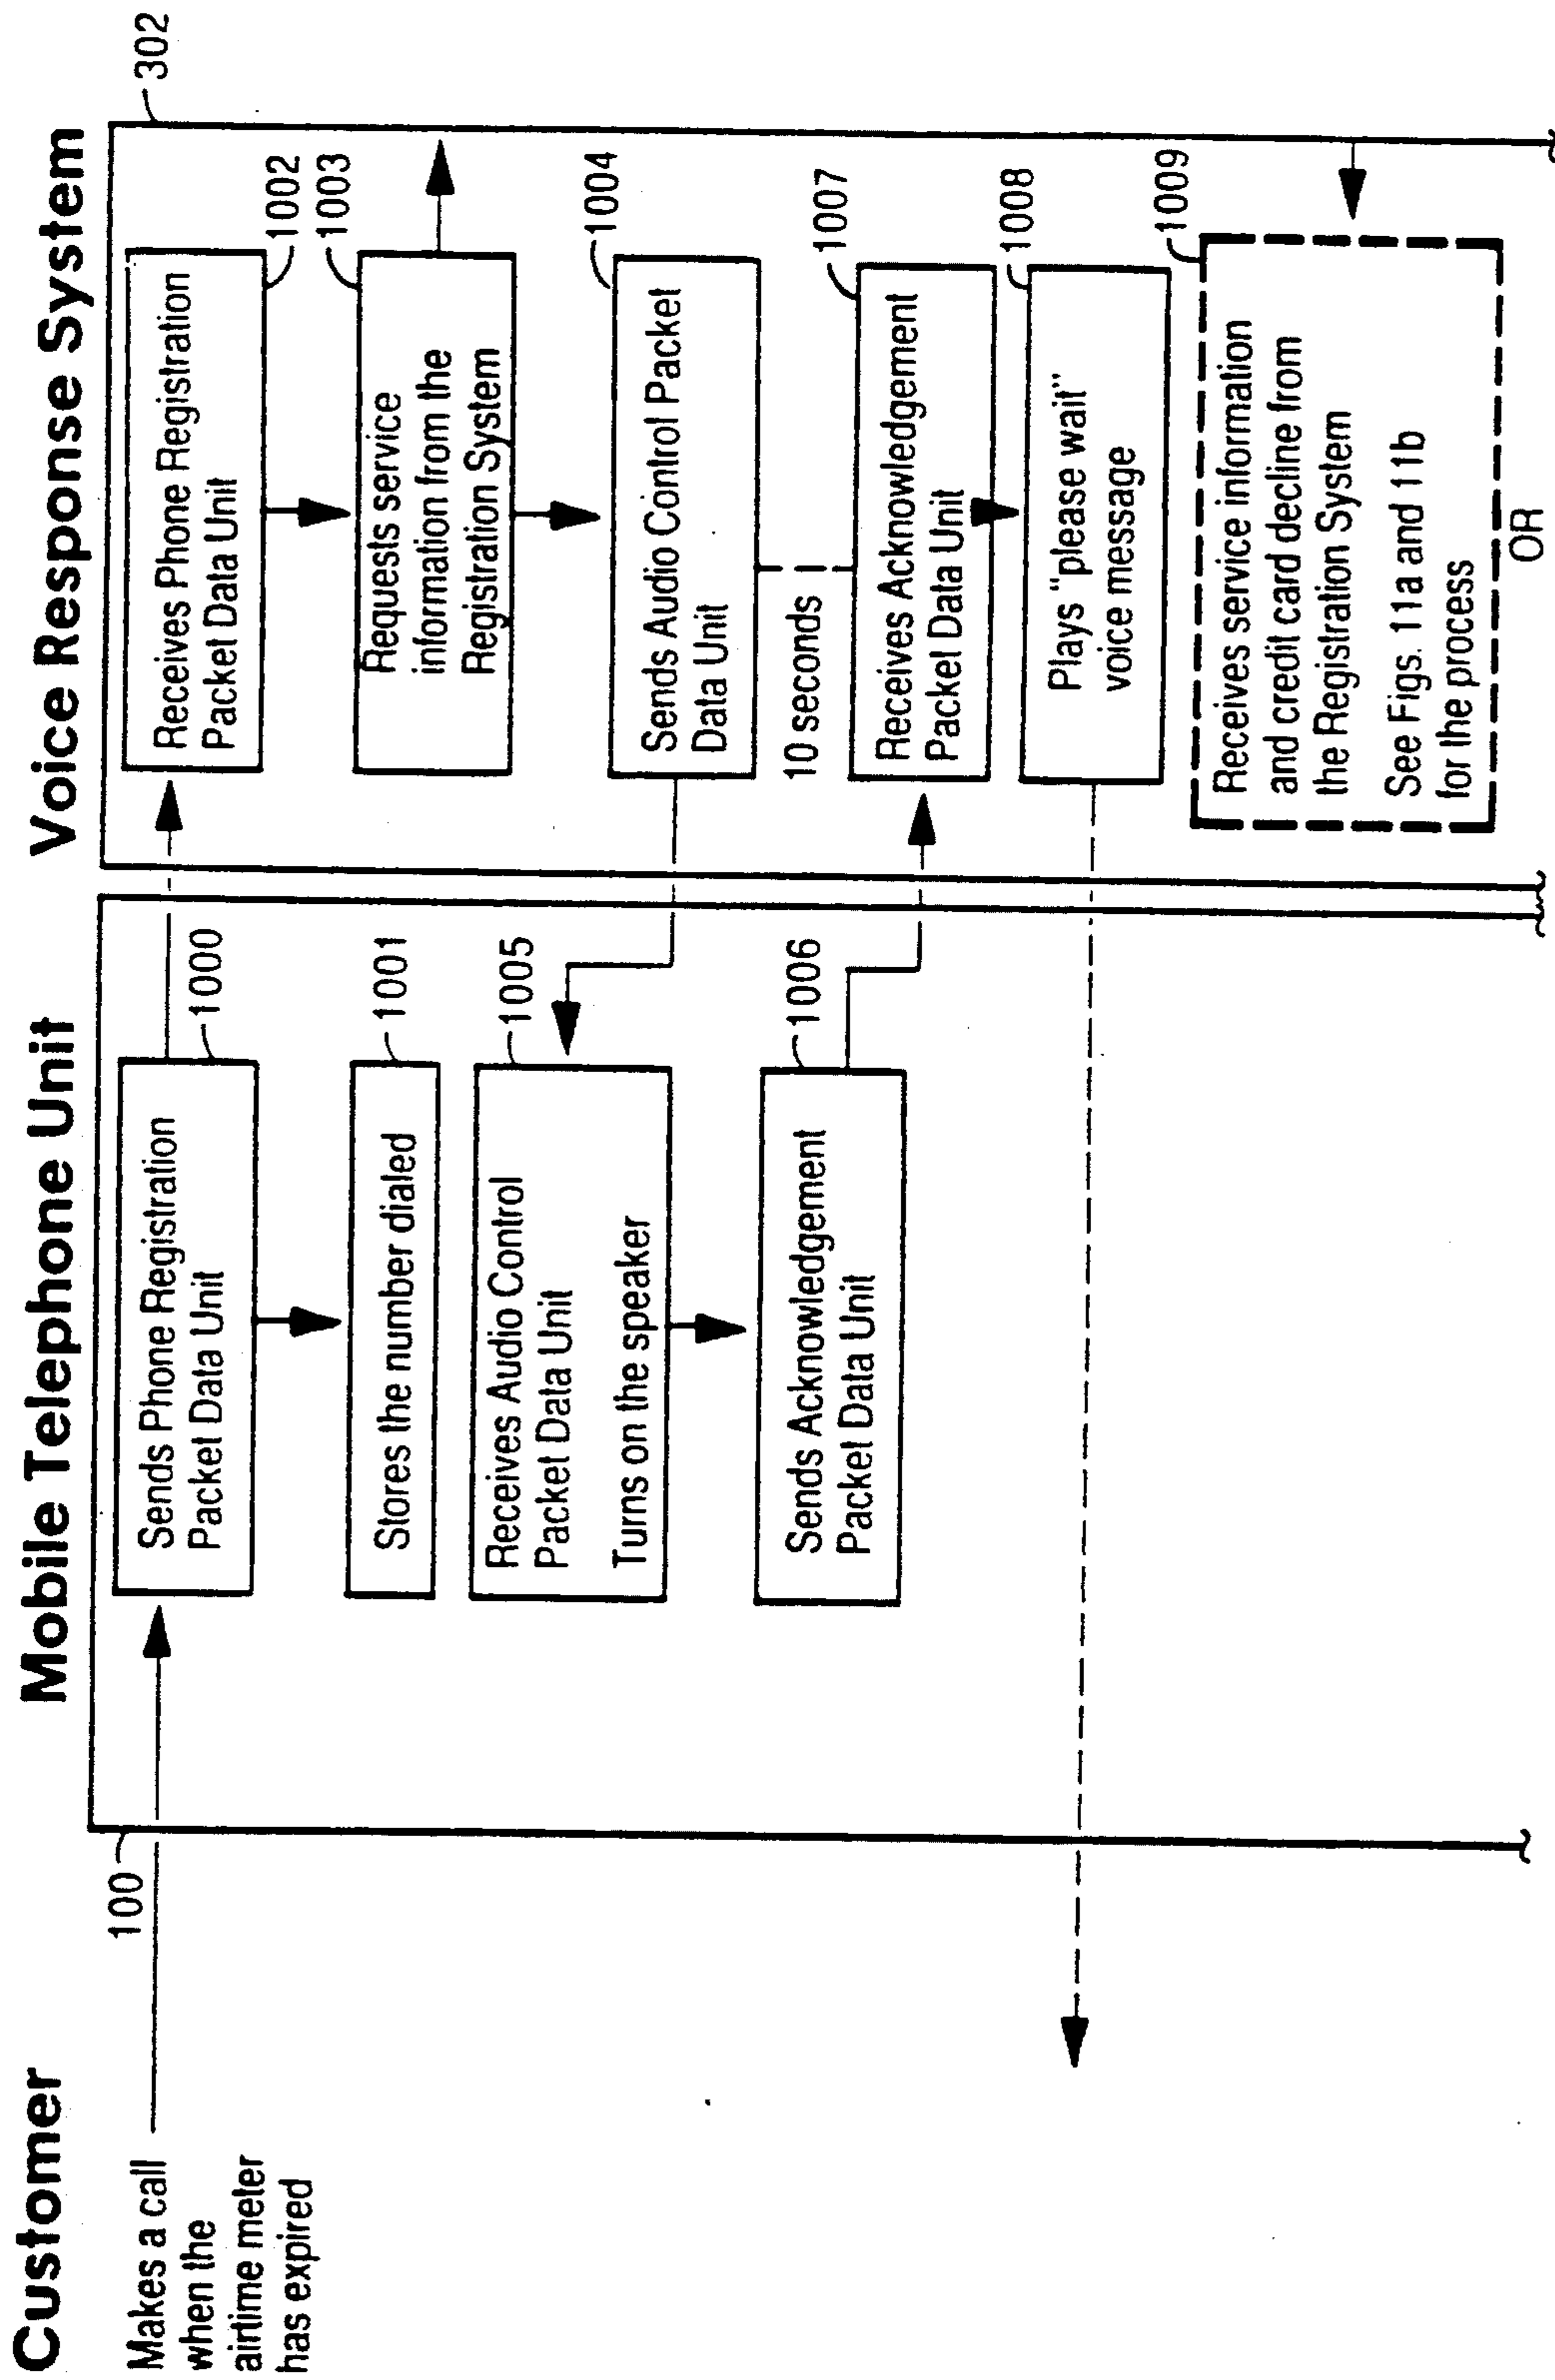 Customer
Makes a call
when the
airtime meter
has expired
Mobile Telephone Unit
100
Sends Phone Registration
Packet Data Unit
1000
Stores the number dialed
1001
Receives Audio Control
Packet Data Unit
Turns on the speaker
1005
Sends Acknowledgement
Packet Data Unit
1006
Voice Response System
302
Receives Phone Registration
Packet Data Unit
1002
Requests service
information from the
Registration System
1003
Sends Audio Control Packet
Data Unit
1004
10 seconds
Receives Acknowledgement
Packet Data Unit
1007
Plays "please wait"
voice message
1008
Receives service information
and credit card decline from
the Registration System
See Figs. 11a and 11b
for the process
1009
OR